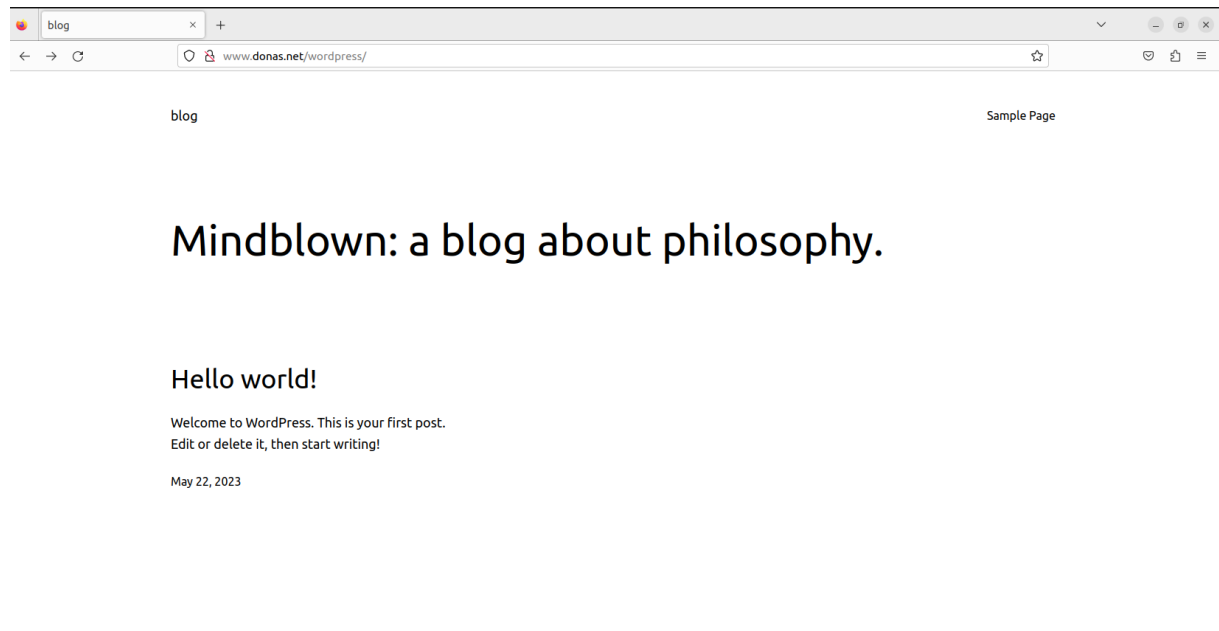 blog
www.donas.net/wordpress/
blog
Sample Page
Mindblown: a blog about philosophy.
Hello world!
Welcome to WordPress. This is your first post.
Edit or delete it, then start writing!
May 22, 2023